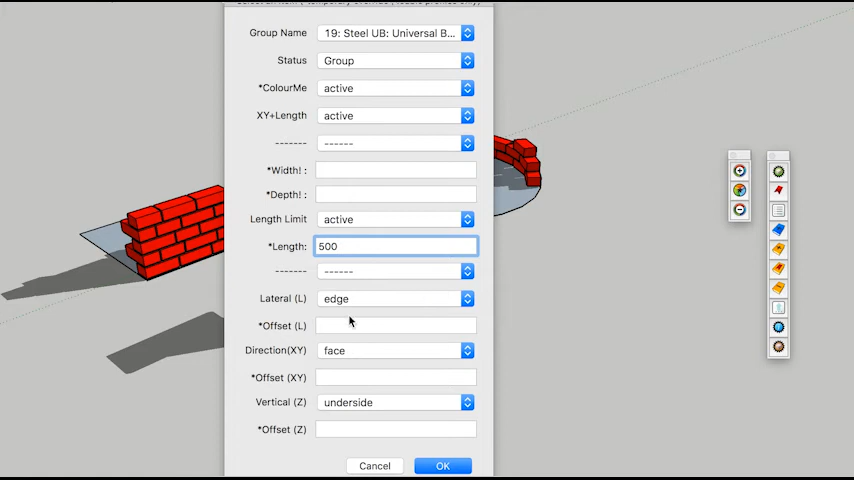 Group Name 19: Steel UB: Universal B...
Status Group
*ColourMe active
XY+Length active
------- ------
*Width! :
*Depth! :
Length Limit active
*Length: 500
------- ------
Lateral (L) edge
*Offset (L)
Direction(XY) face
*Offset (XY)
Vertical (Z) underside
*Offset (Z)
Cancel OK